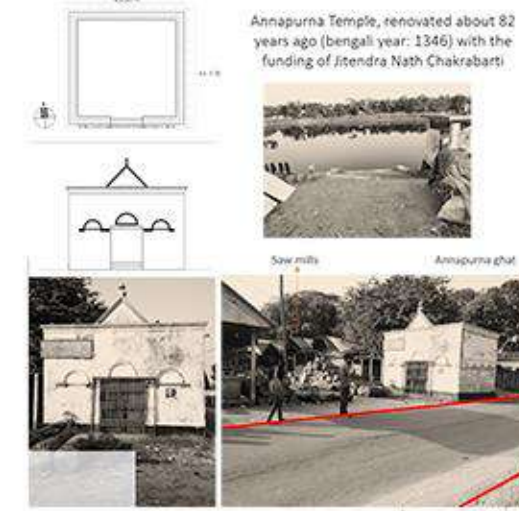 Annapurna Temple, renovated about 82
years ago (bengali year: 1346) with the
funding of Jitendra Nath Chakrabarti
Saw mills
Annapurna ghat